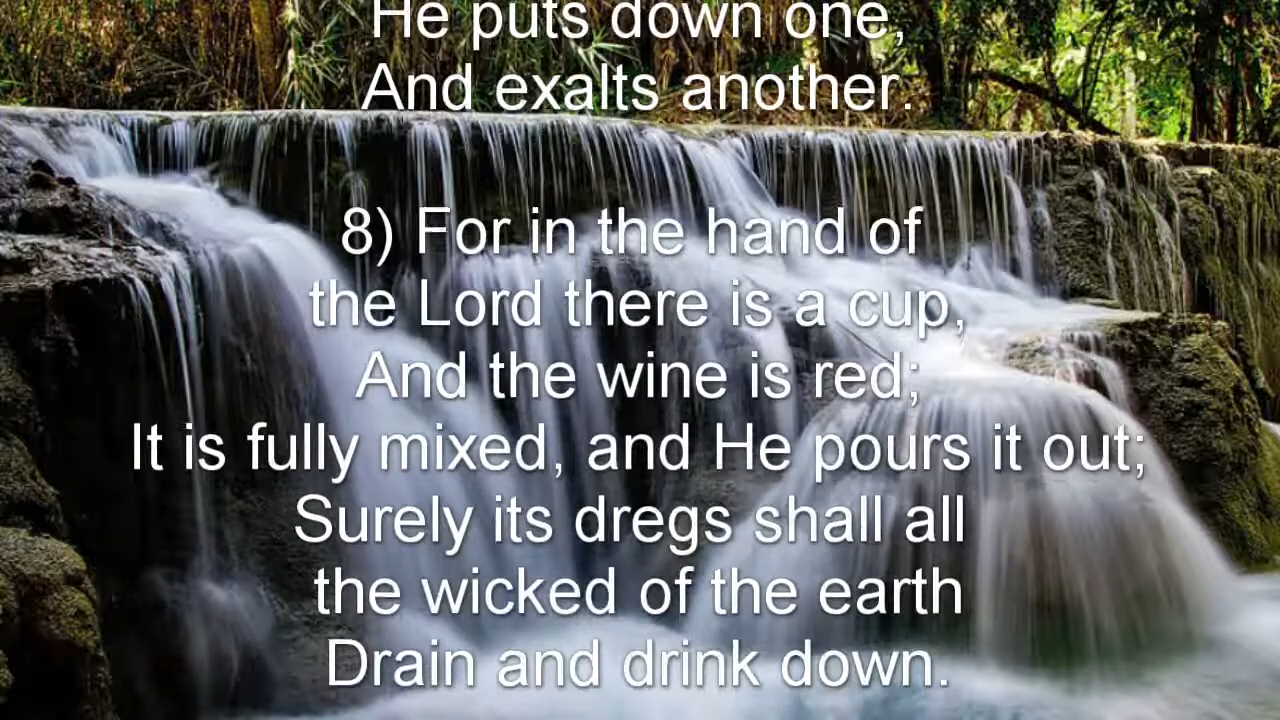 He puts down one,
And exalts another.
8) For in the hand of
the Lord there is a cup,
And the wine is red;
It is fully mixed, and He pours it out;
Surely its dregs shall all
the wicked of the earth
Drain and drink down.